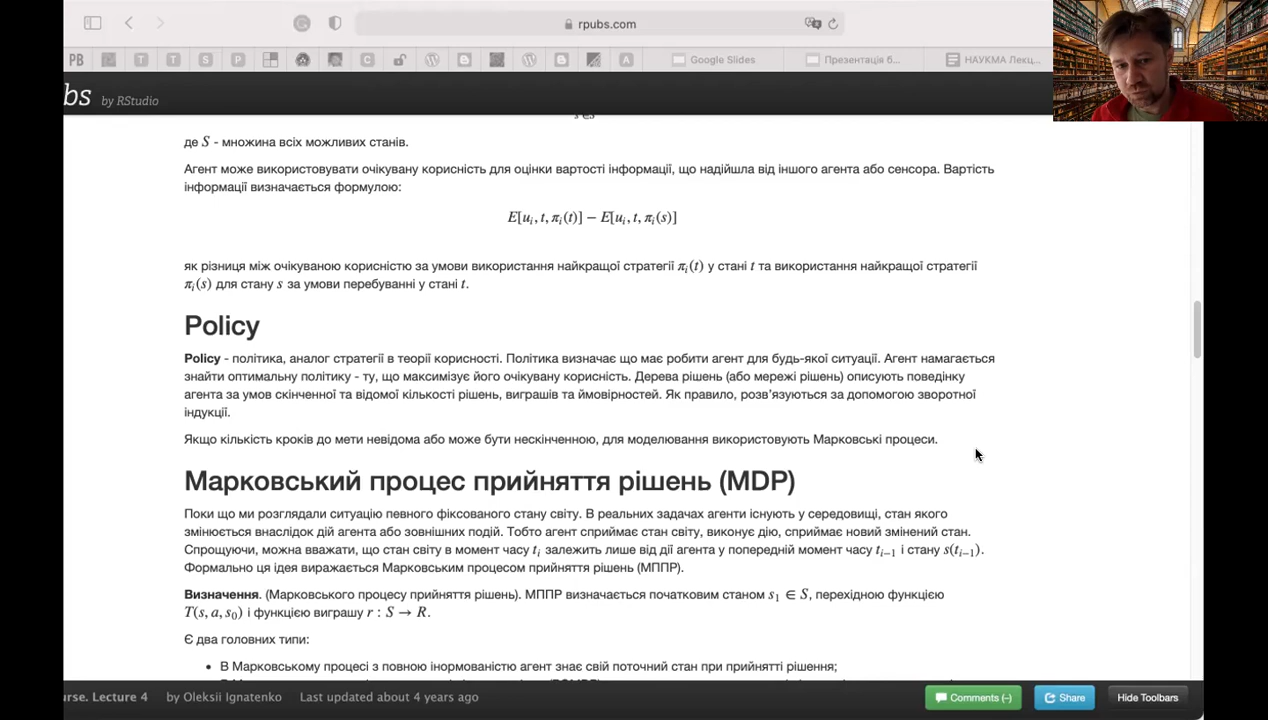 rpubs.com
PB
T
T
S
P
C
A
Google Slides
Презентація б...
НАУКМА Лекц...
bs by RStudio
s∈S
де S - множина всіх можливих станів.
Агент може використовувати очікувану корисність для оцінки вартості інформації, що надійшла від іншого агента або сенсора. Вартість
інформації визначається формулою:
E[uᵢ, t, πᵢ(t)] − E[uᵢ, t, πᵢ(s)]
як різниця між очікуваною корисністю за умови використання найкращої стратегії πᵢ(t) у стані t та використання найкращої стратегії
πᵢ(s) для стану s за умови перебуванні у стані t.
Policy
Policy - політика, аналог стратегії в теорії корисності. Політика визначає що має робити агент для будь-якої ситуації. Агент намагається
знайти оптимальну політику - ту, що максимізує його очікувану корисність. Дерева рішень (або мережі рішень) описують поведінку
агента за умов скінченної та відомої кількості рішень, виграшів та ймовірностей. Як правило, розв’язуються за допомогою зворотної
індукції.
Якщо кількість кроків до мети невідома або може бути нескінченною, для моделювання використовують Марковські процеси.
Марковський процес прийняття рішень (MDP)
Поки що ми розглядали ситуацію певного фіксованого стану світу. В реальних задачах агенти існують у середовищі, стан якого
змінюється внаслідок дій агента або зовнішніх подій. Тобто агент сприймає стан світу, виконує дію, сприймає новий змінений стан.
Спрощуючи, можна вважати, що стан світу в момент часу tᵢ залежить лише від дії агента у попередній момент часу tᵢ₋₁ і стану s(tᵢ₋₁).
Формально ця ідея виражається Марковським процесом прийняття рішень (МППР).
Визначення. (Марковського процесу прийняття рішень). МППР визначається початковим станом s₁ ∈ S, перехідною функцією
T(s, a, s₀) і функцією виграшу r : S → R.
Є два головних типи:
• В Марковському процесі з повною інормованістю агент знає свій поточний стан при прийнятті рішення;
urse. Lecture 4 by Oleksii Ignatenko Last updated about 4 years ago
Comments (–) Share Hide Toolbars